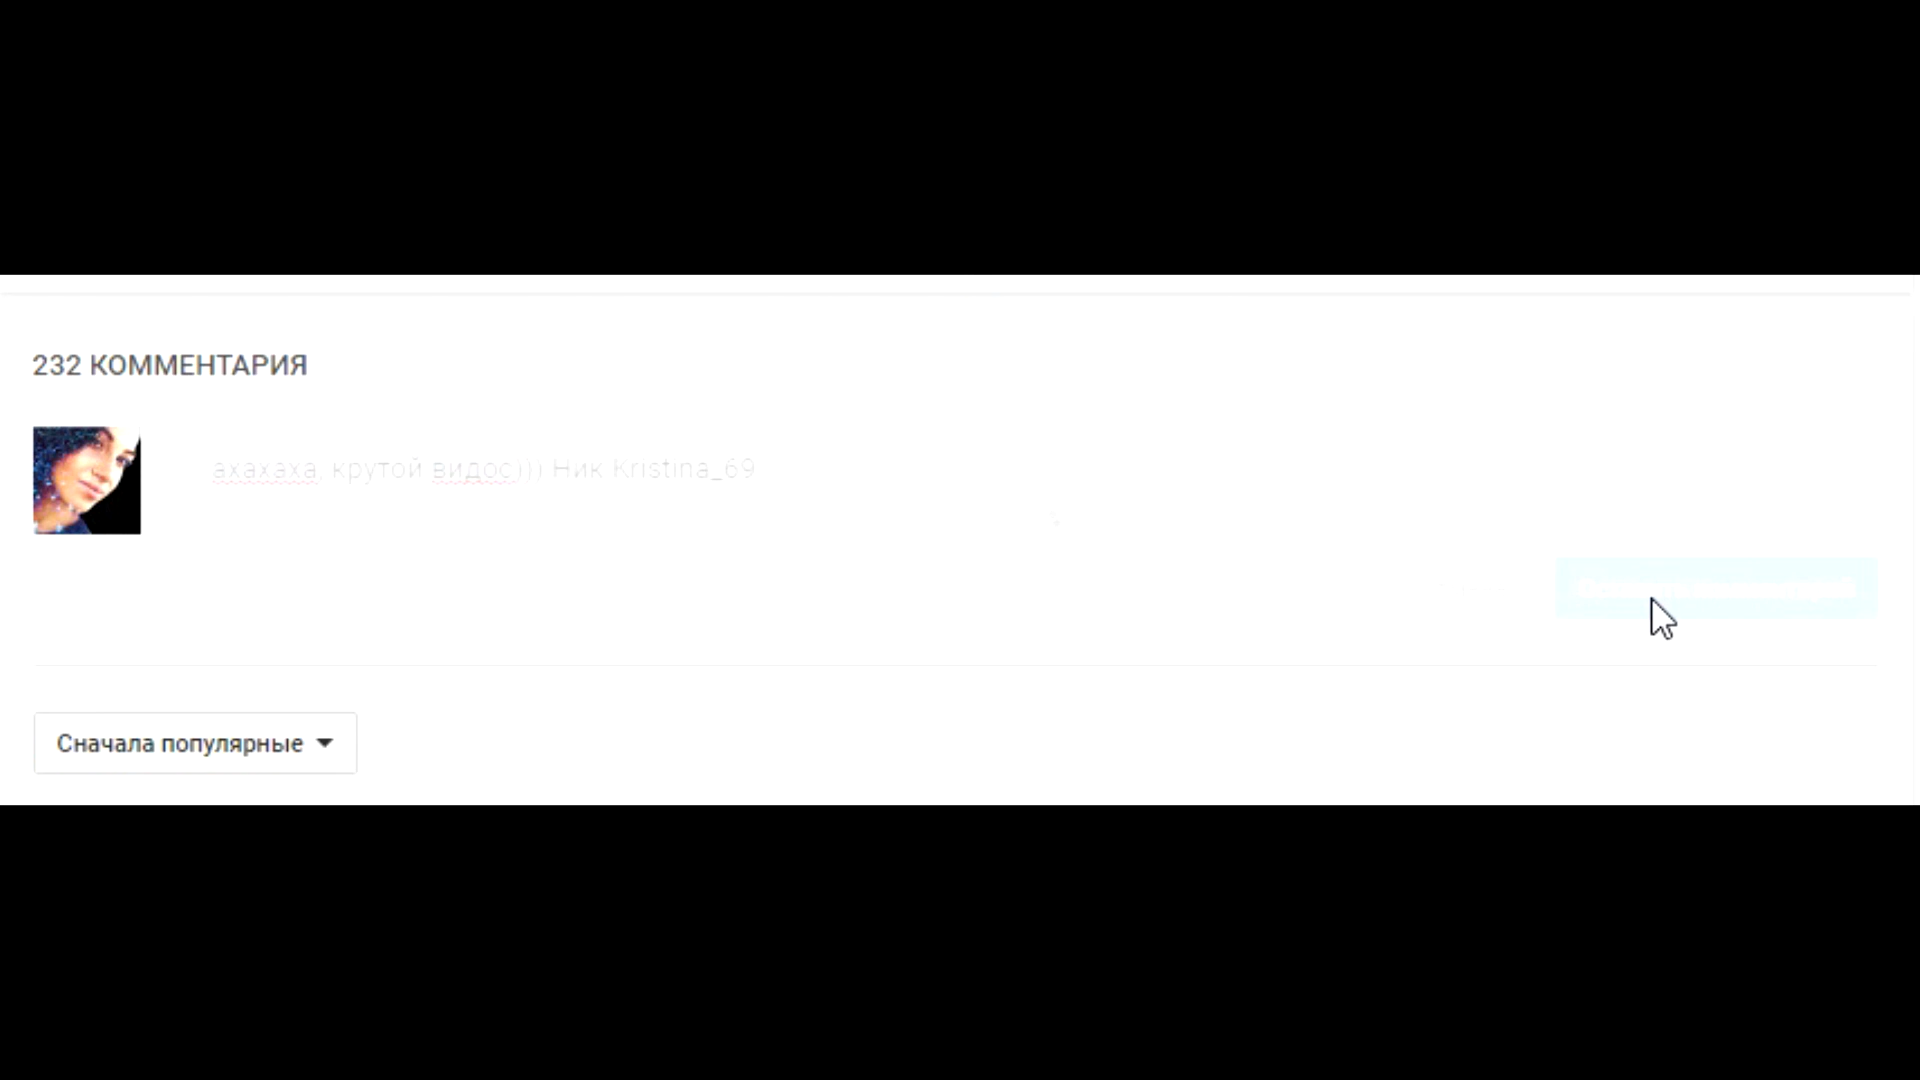 232 КОММЕНТАРИЯ
ахахаха, крутой видос))) Ник Kristina_69
Сначала популярные